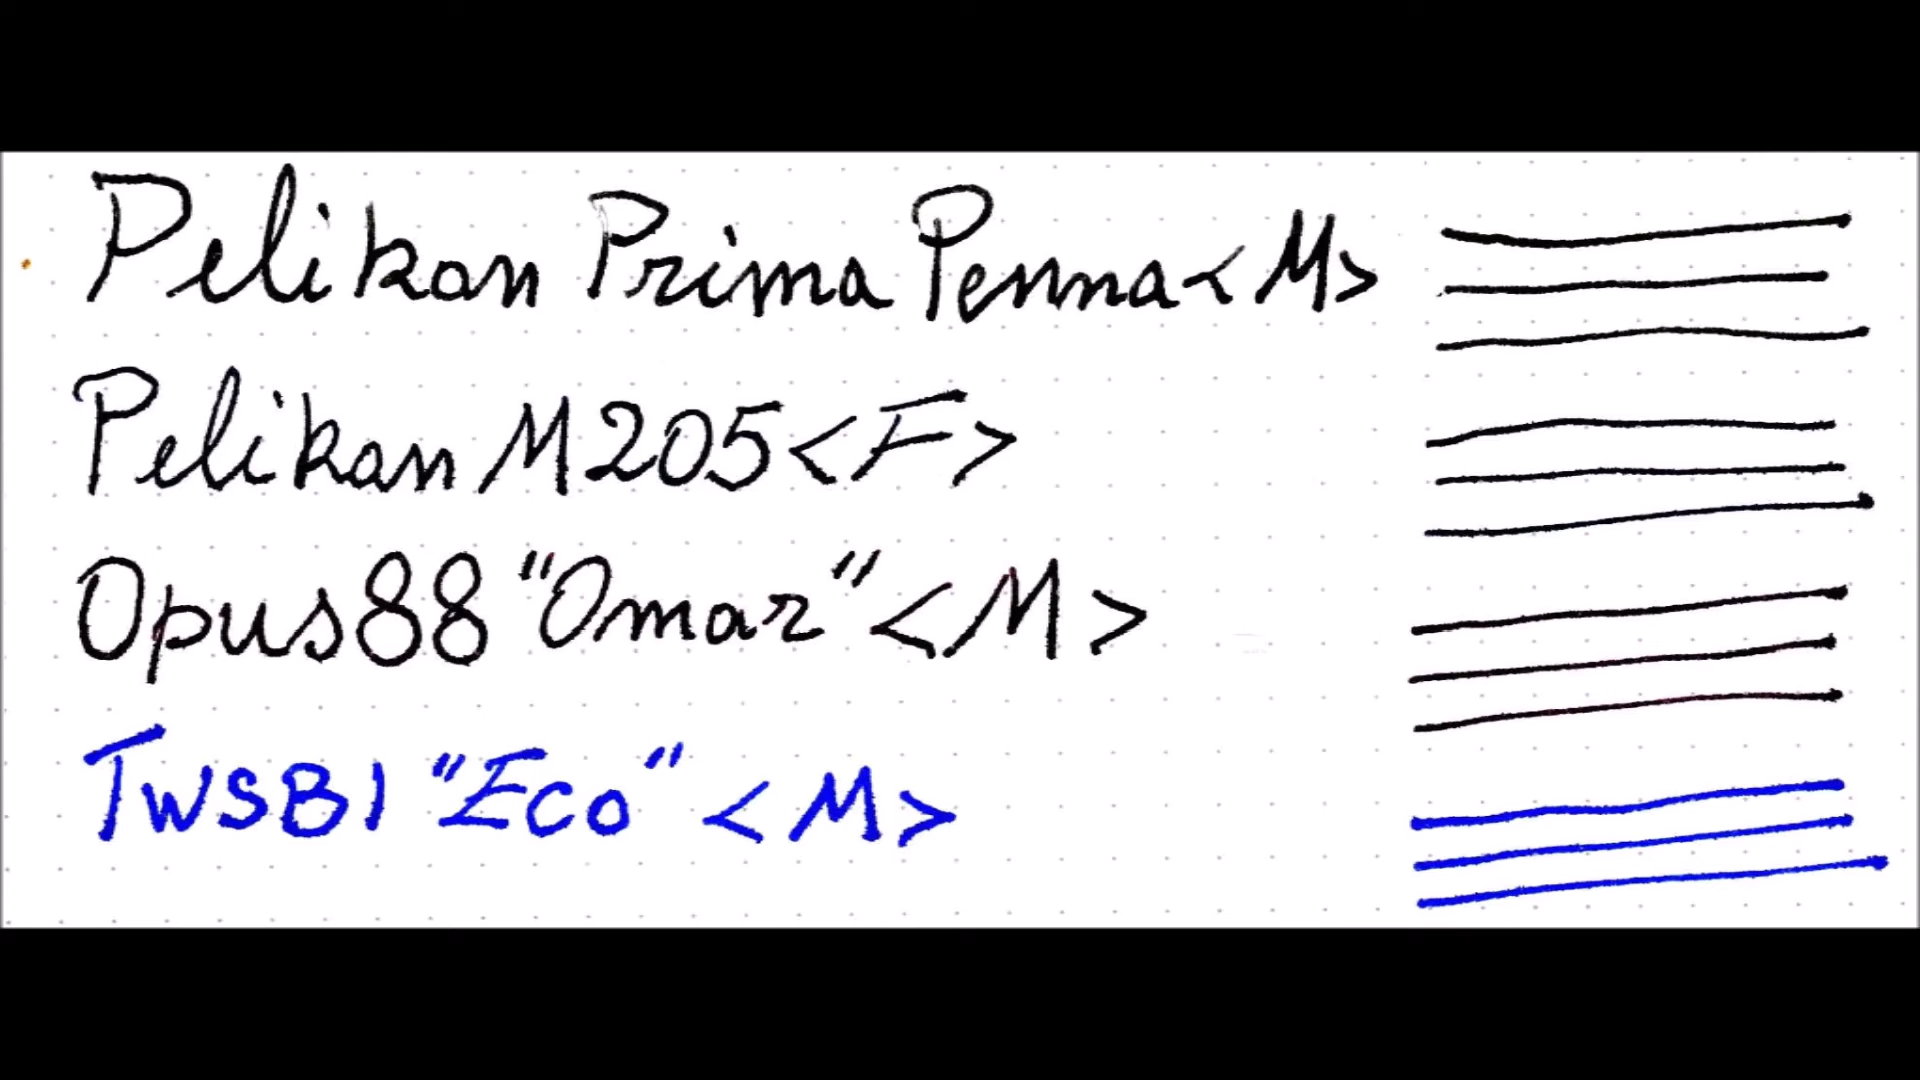 Pelikan Prima Penna <M>
Pelikan M205 <F>
Opus88 "Omar" <M>
TWSBI "Eco" <M>